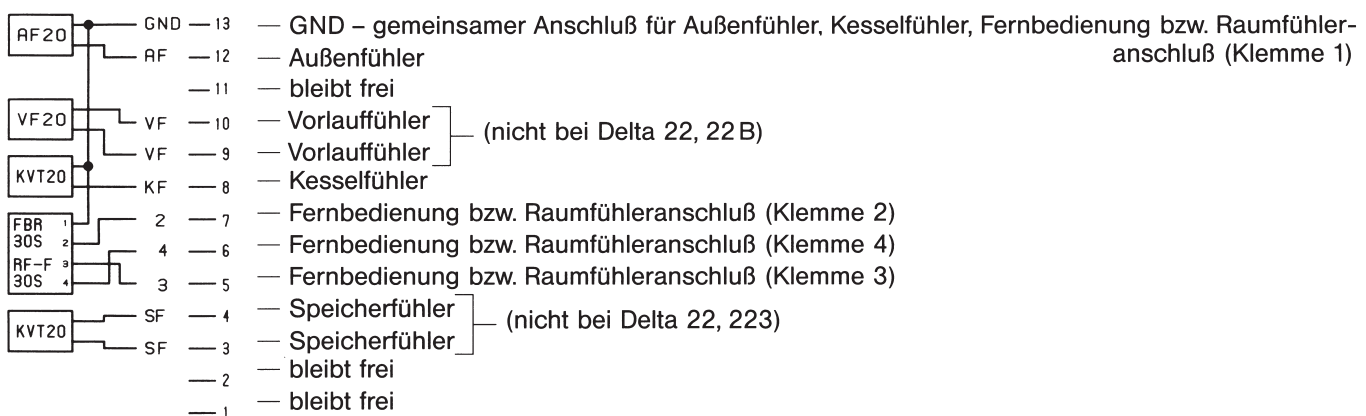 AF20 GND — 13 — GND – gemeinsamer Anschluß für Außenfühler, Kesselfühler, Fernbedienung bzw. Raumfühler-
anschluß (Klemme 1)
AF — 12 — Außenfühler
— 11 — bleibt frei
VF20 VF — 10 — Vorlauffühler
(nicht bei Delta 22, 22 B)
VF — 9 — Vorlauffühler
KVT20 KF — 8 — Kesselfühler
FBR 1
30S 2
RF-F 3
30S 4
2 — 7 — Fernbedienung bzw. Raumfühleranschluß (Klemme 2)
4 — 6 — Fernbedienung bzw. Raumfühleranschluß (Klemme 4)
3 — 5 — Fernbedienung bzw. Raumfühleranschluß (Klemme 3)
KVT20 SF — 4 — Speicherfühler
(nicht bei Delta 22, 223)
SF — 3 — Speicherfühler
— 2 — bleibt frei
— 1 — bleibt frei